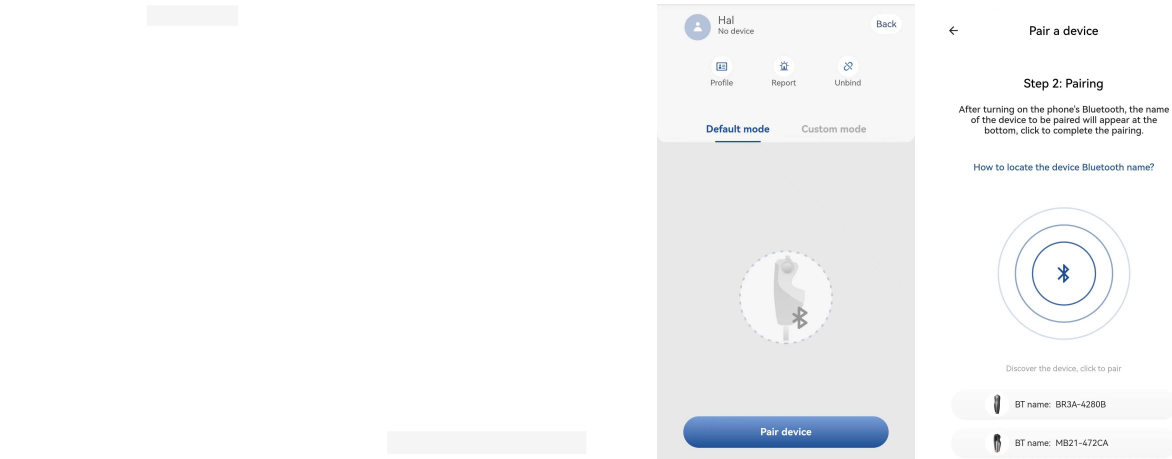 Hal
No device
Back
Profile
Report
Unbind
Default mode
Custom mode
Pair device
Pair a device
Step 2: Pairing
After turning on the phone's Bluetooth, the name
of the device to be paired will appear at the
bottom, click to complete the pairing.
How to locate the device Bluetooth name?
Discover the device, click to pair
BT name: BR3A-4280B
BT name: MB21-472CA